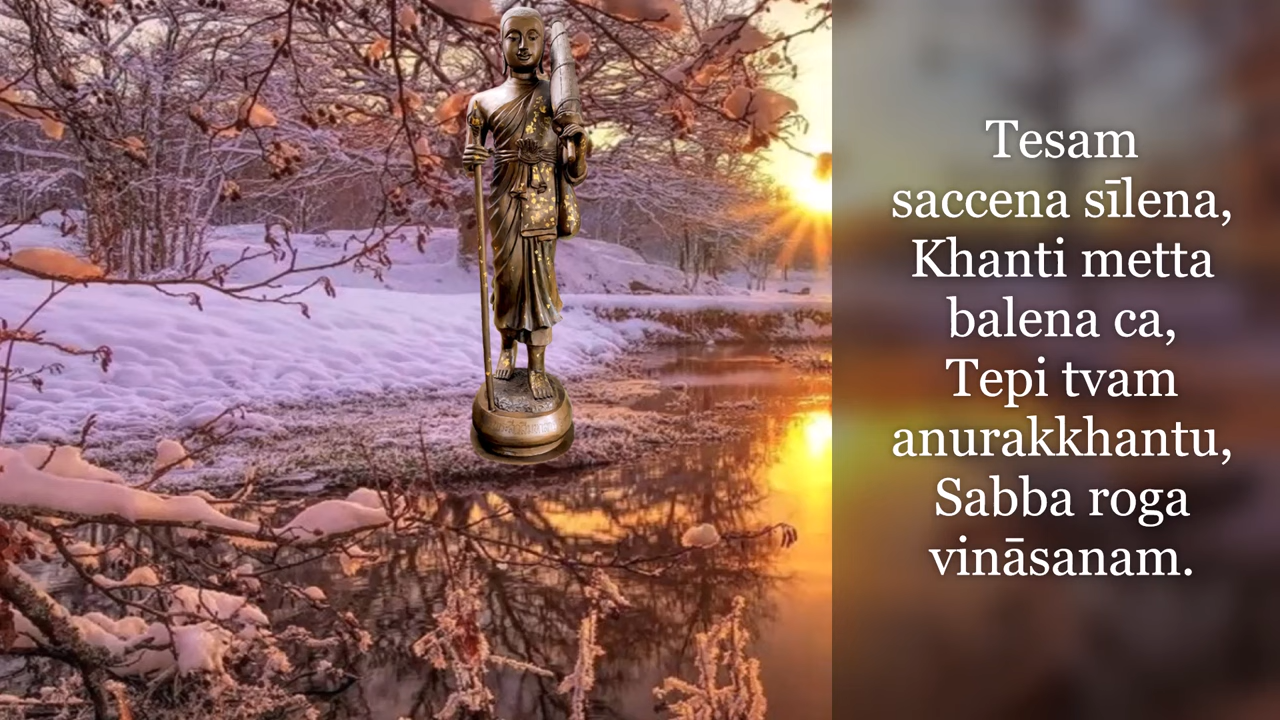 Tesam
saccena sīlena,
Khanti metta
balena ca,
Tepi tvam
anurakkhantu,
Sabba roga
vināsanam.